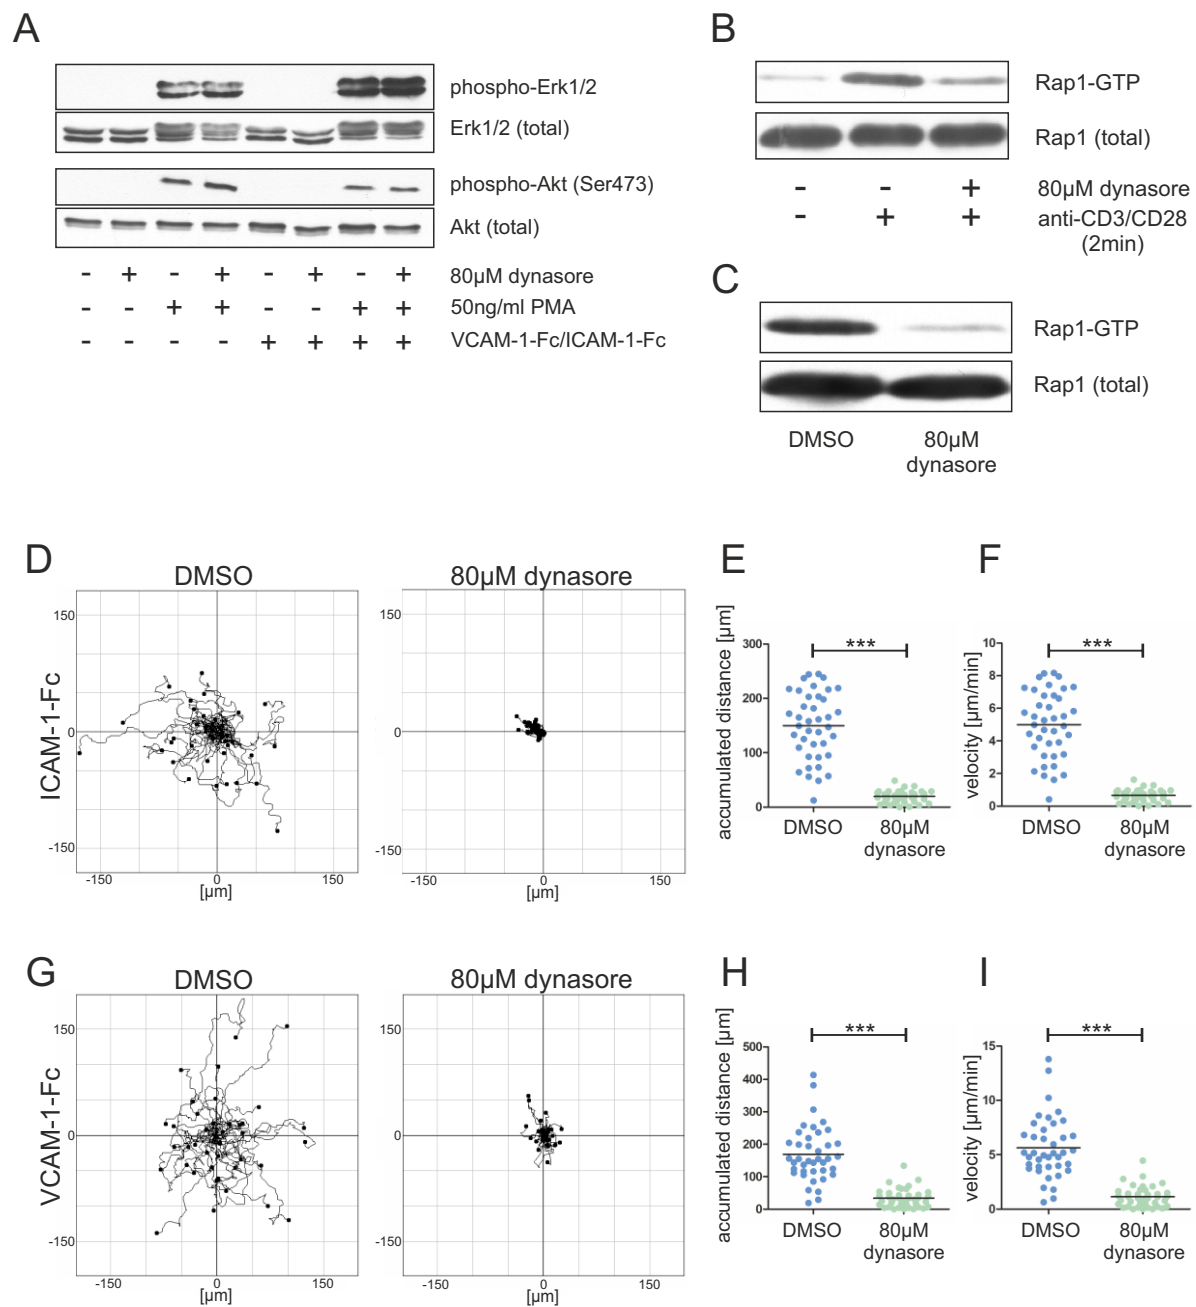 A
phospho-Erk1/2
Erk1/2 (total)
phospho-Akt (Ser473)
Akt (total)
- + - + - + - + 80µM dynasore
- - + + - - + + 50ng/ml PMA
- - - - + + + + VCAM-1-Fc/ICAM-1-Fc
B
Rap1-GTP
Rap1 (total)
- - + 80µM dynasore
- + + anti-CD3/CD28
(2min)
C
Rap1-GTP
Rap1 (total)
DMSO 80µM
dynasore
D
DMSO 80µM dynasore
ICAM-1-Fc
150
0
-150
-150 0 150
[µm]
150
0
-150
-150 0 150
[µm]
E
accumulated distance [µm]
300
200
100
0
***
DMSO 80µM
dynasore
F
velocity [µm/min]
10
8
6
4
2
0
***
DMSO 80µM
dynasore
G
DMSO 80µM dynasore
VCAM-1-Fc
150
0
-150
-150 0 150
[µm]
150
0
-150
-150 0 150
[µm]
H
accumulated distance [µm]
500
400
300
200
100
0
***
DMSO 80µM
dynasore
I
velocity [µm/min]
15
10
5
0
***
DMSO 80µM
dynasore